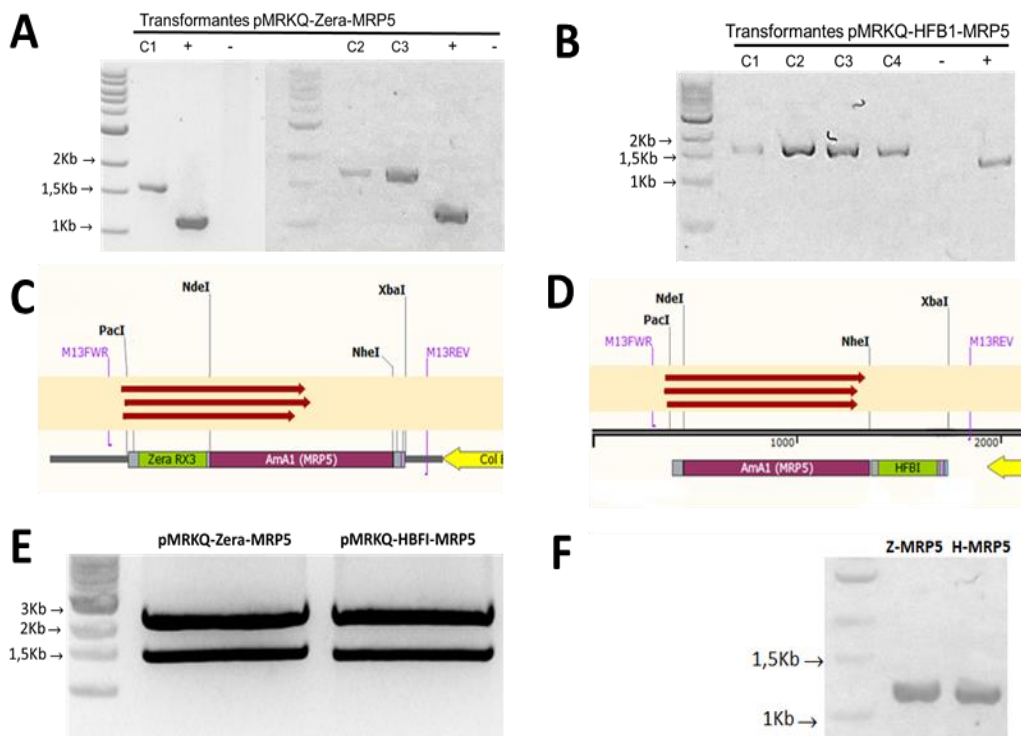 A
Transformantes pMRKQ-Zera-MRP5
C1 + - C2 C3 + -
2Kb →
1,5Kb →
1Kb →
B
Transformantes pMRKQ-HFB1-MRP5
C1 C2 C3 C4 - +
2Kb →
1,5Kb →
1Kb →
C
NdeI XbaI
PacI
NheI
M13FWR M13REV
Zera RX3 AmA1 (MRP5) Col
D
NdeI XbaI
PacI
NheI
M13FWR M13REV
1000 2000
AmA1 (MRP5) HFBI
E
pMRKQ-Zera-MRP5 pMRKQ-HBFI-MRP5
3Kb →
2Kb →
1,5Kb →
F
Z-MRP5 H-MRP5
1,5Kb →
1Kb →